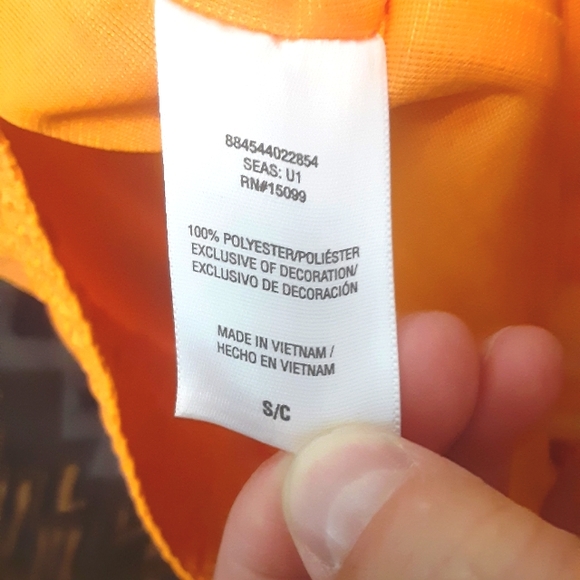 884544022854
SEAS: U1
RN#15099
100% POLYESTER/POLIÉSTER
EXCLUSIVE OF DECORATION/
EXCLUSIVO DE DECORACIÓN
MADE IN VIETNAM /
HECHO EN VIETNAM
S/C